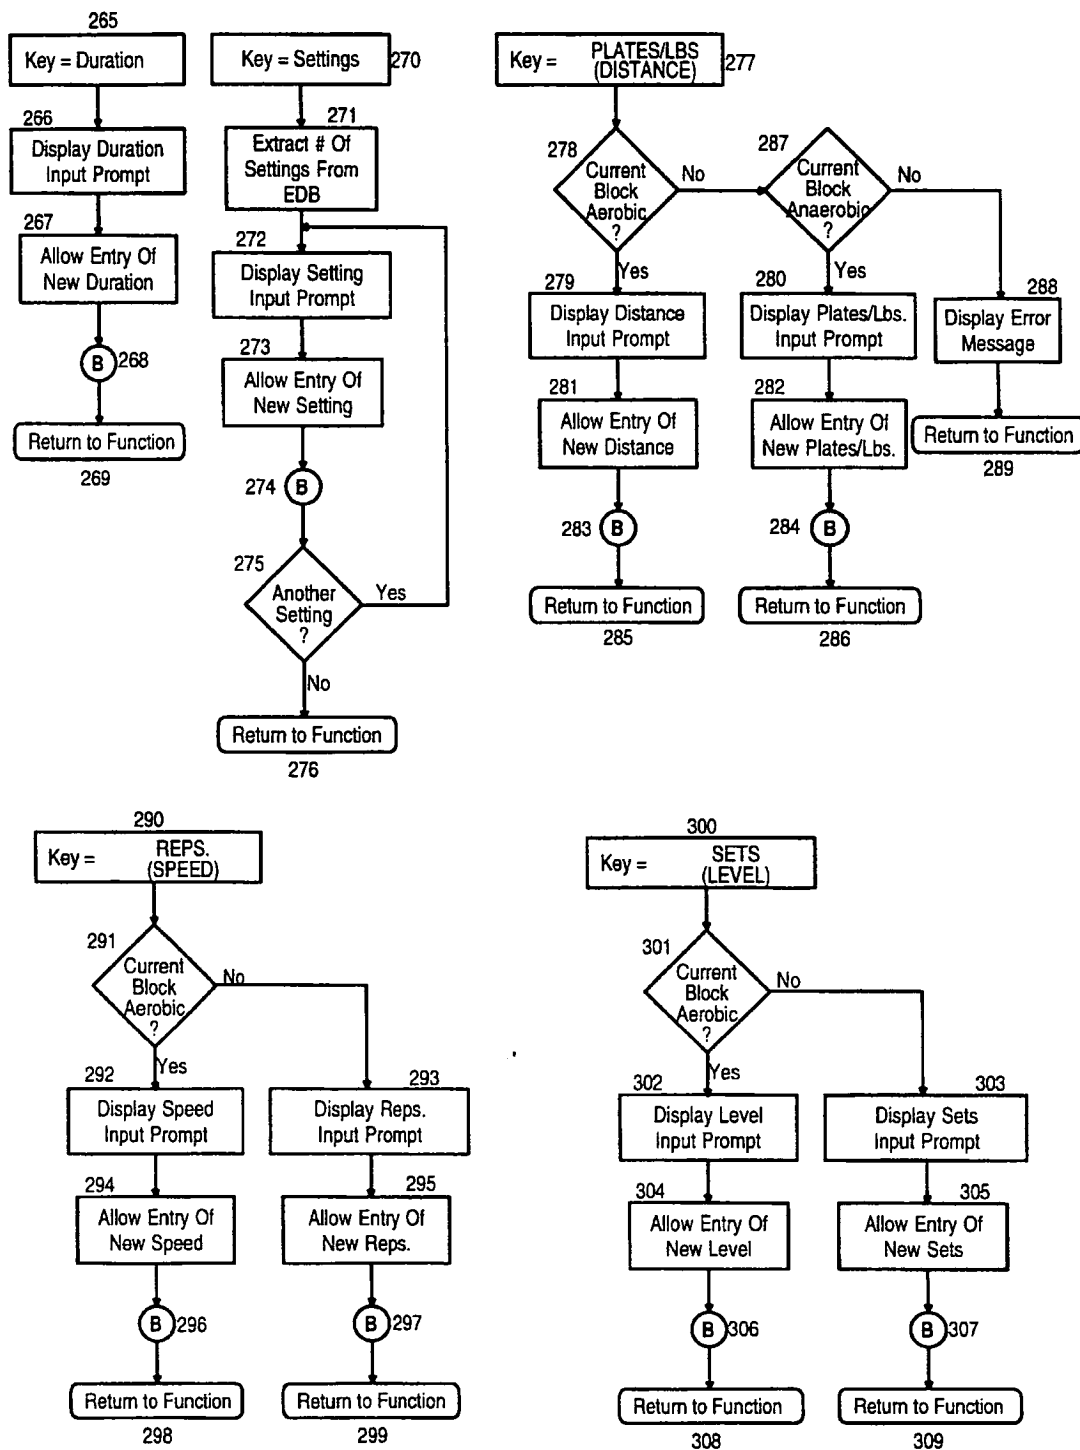 265
Key = Duration
266
Display Duration
Input Prompt
267
Allow Entry Of
New Duration
B
268
Return to Function
269
Key = Settings
270
271
Extract # Of
Settings From
EDB
272
Display Setting
Input Prompt
273
Allow Entry Of
New Setting
274
B
275
Another
Setting
?
Yes
No
Return to Function
276
Key =
PLATES/LBS
(DISTANCE)
277
278
Current
Block
Aerobic
?
No
Yes
287
Current
Block
Anaerobic
?
No
Yes
279
Display Distance
Input Prompt
280
Display Plates/Lbs.
Input Prompt
288
Display Error
Message
281
Allow Entry Of
New Distance
282
Allow Entry Of
New Plates/Lbs.
Return to Function
289
283
B
284
B
Return to Function
285
Return to Function
286
290
Key =
REPS.
(SPEED)
291
Current
Block
Aerobic
?
No
Yes
292
Display Speed
Input Prompt
293
Display Reps.
Input Prompt
294
Allow Entry Of
New Speed
295
Allow Entry Of
New Reps.
B
296
B
297
Return to Function
298
Return to Function
299
300
Key =
SETS
(LEVEL)
301
Current
Block
Aerobic
?
No
Yes
302
Display Level
Input Prompt
303
Display Sets
Input Prompt
304
Allow Entry Of
New Level
305
Allow Entry Of
New Sets
B
306
B
307
Return to Function
308
Return to Function
309